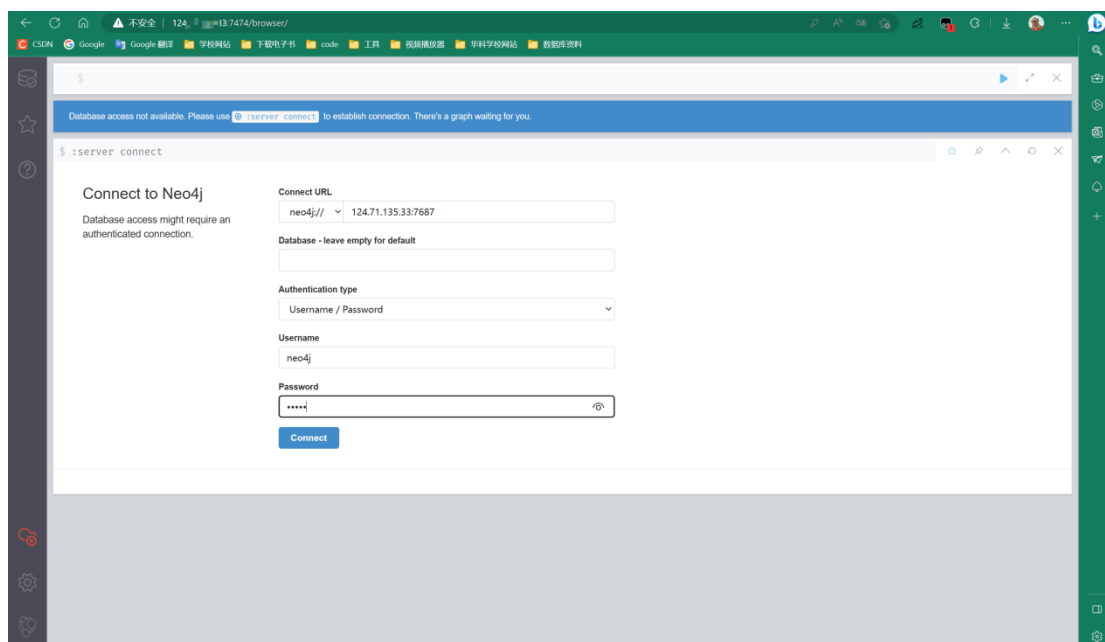 不安全 | 124. 13:7474/browser/
CSDN Google Google 翻译 学校网站 下载电子书 code 工具 视频播放器 华科学校网站 数据库资料
$
Database access not available. Please use :server connect to establish connection. There's a graph waiting for you.
$ :server connect
Connect to Neo4j
Database access might require an
authenticated connection.
Connect URL
neo4j:// 124.71.135.33:7687
Database - leave empty for default
Authentication type
Username / Password
Username
neo4j
Password
•••••
Connect